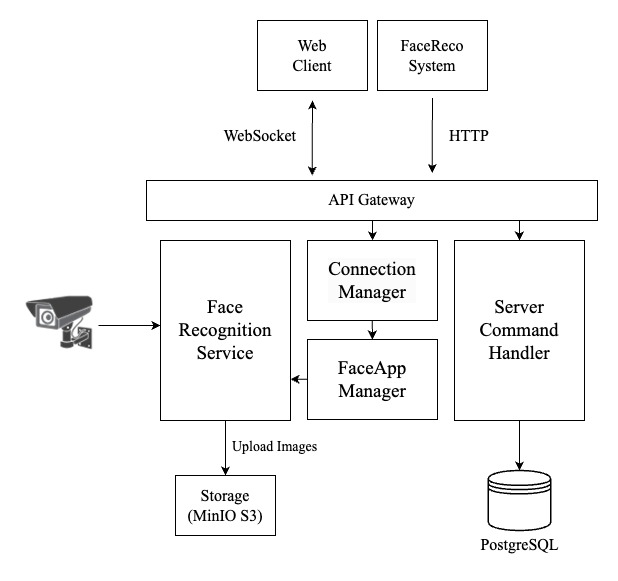 Web
Client
FaceReco
System
WebSocket
HTTP
API Gateway
Face
Recognition
Service
Connection
Manager
FaceApp
Manager
Server
Command
Handler
Upload Images
Storage
(MinIO S3)
PostgreSQL